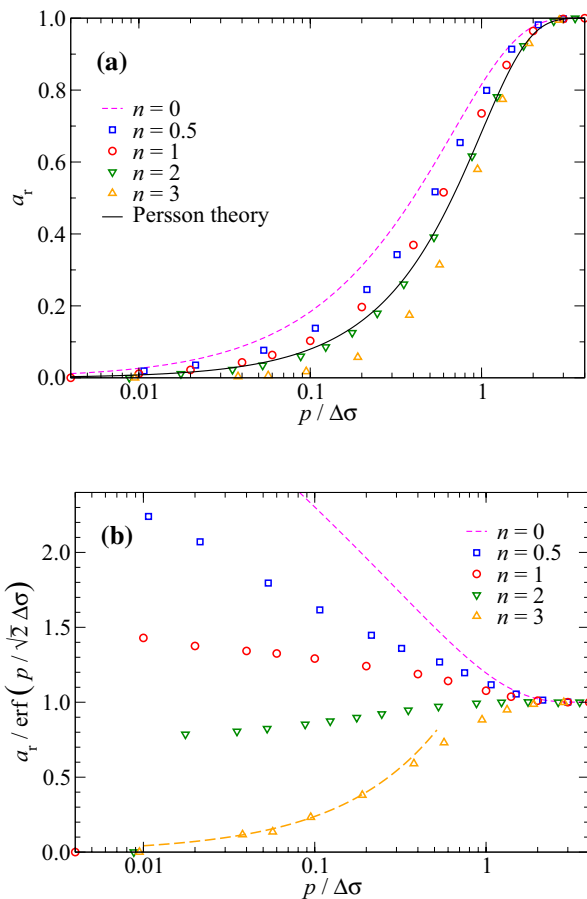 (a)
n = 0
n = 0.5
n = 1
n = 2
n = 3
Persson theory
1.0
0.8
0.6
0.4
0.2
0.0
a_r
0.01
0.1
1
p / Δσ
(b)
n = 0
n = 0.5
n = 1
n = 2
n = 3
2.0
1.5
1.0
0.5
0.0
a_r / erf ( p / √2 Δσ )
0.01
0.1
1
p / Δσ